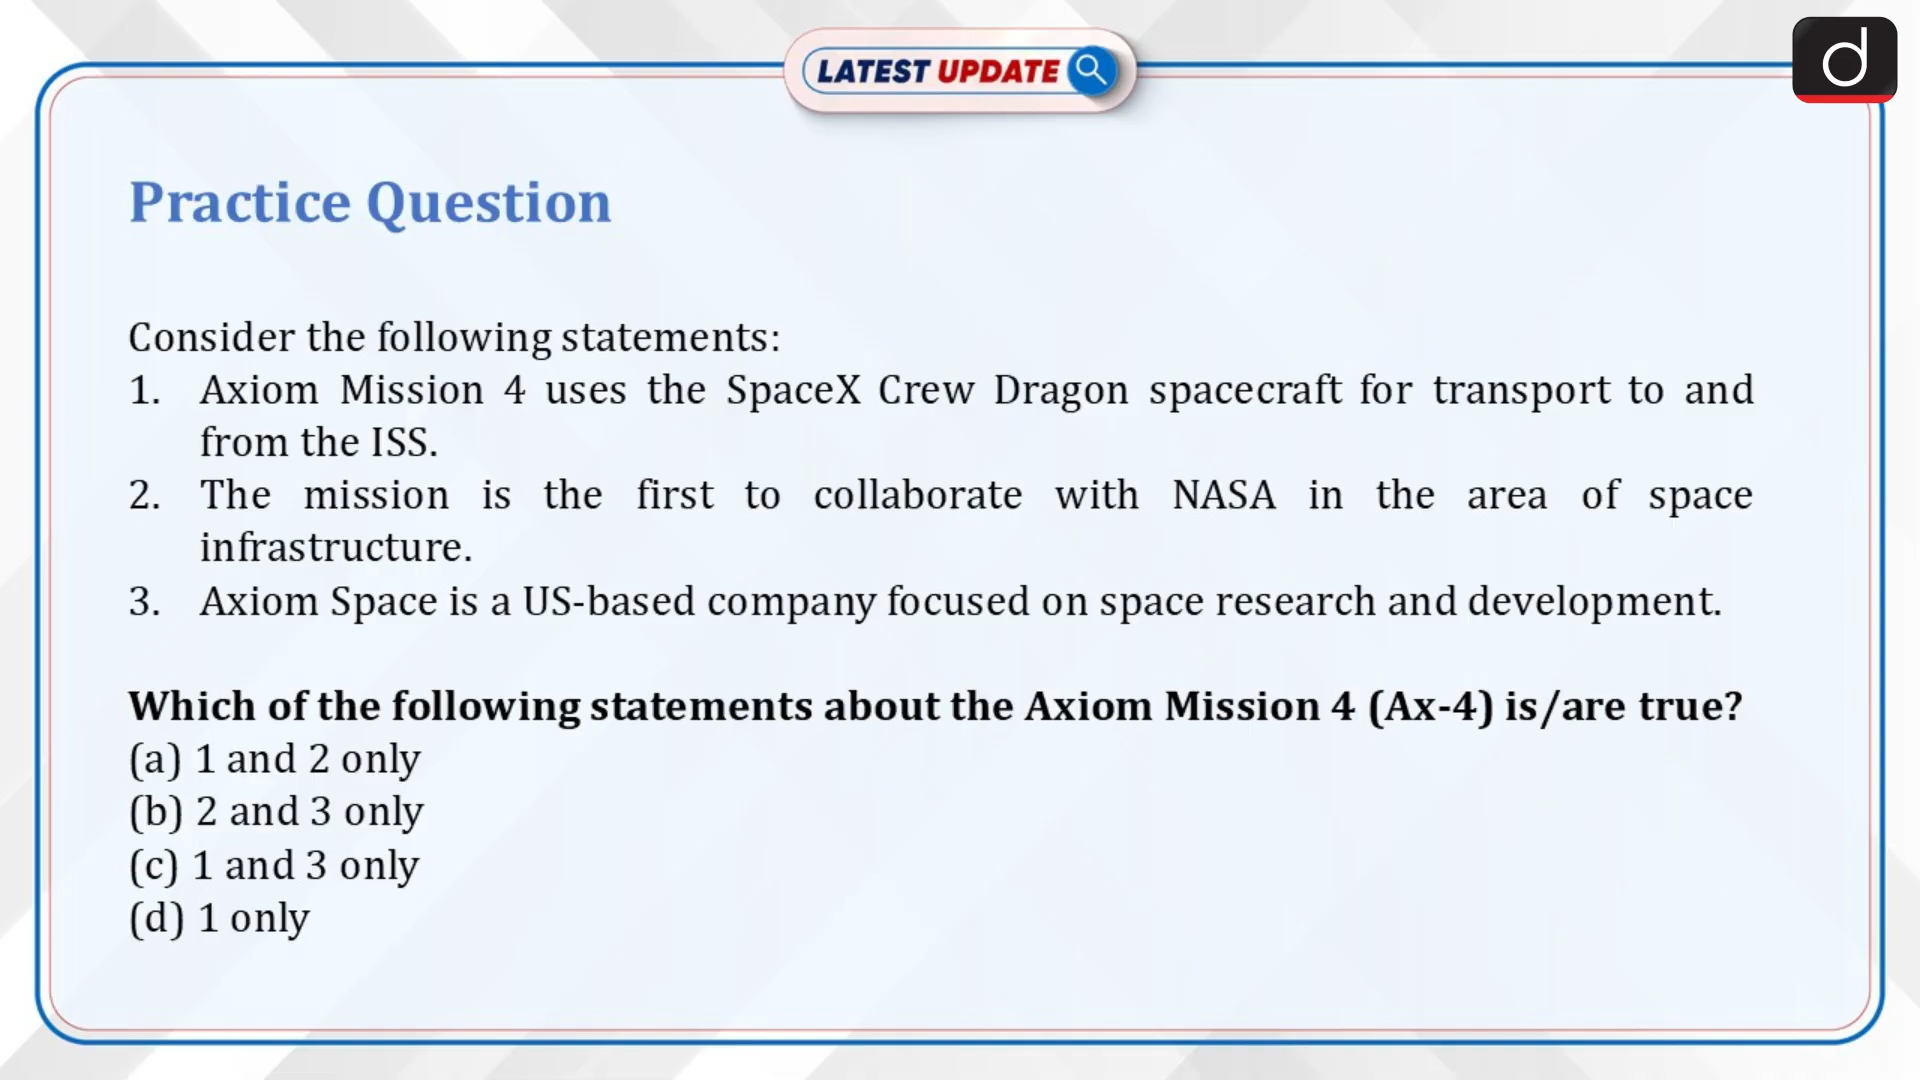 LATEST UPDATE
d
Practice Question
Consider the following statements:
1. Axiom Mission 4 uses the SpaceX Crew Dragon spacecraft for transport to and
from the ISS.
2. The mission is the first to collaborate with NASA in the area of space
infrastructure.
3. Axiom Space is a US-based company focused on space research and development.
Which of the following statements about the Axiom Mission 4 (Ax-4) is/are true?
(a) 1 and 2 only
(b) 2 and 3 only
(c) 1 and 3 only
(d) 1 only